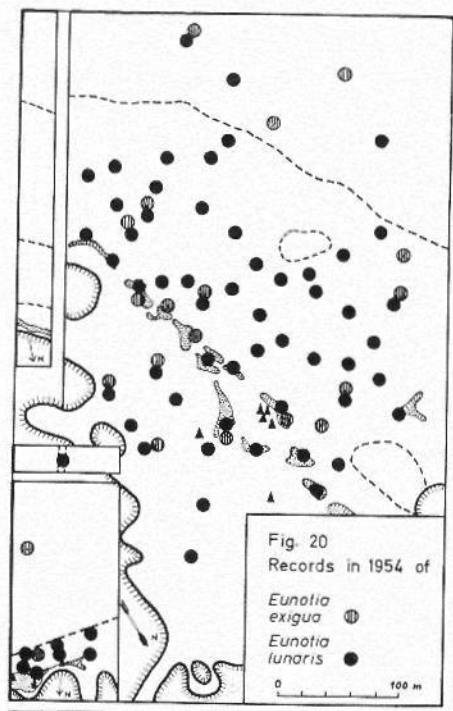 N
N
N
Fig. 20
Records in 1954 of
Eunotia
exigua
Eunotia
lunaris
0 100 m